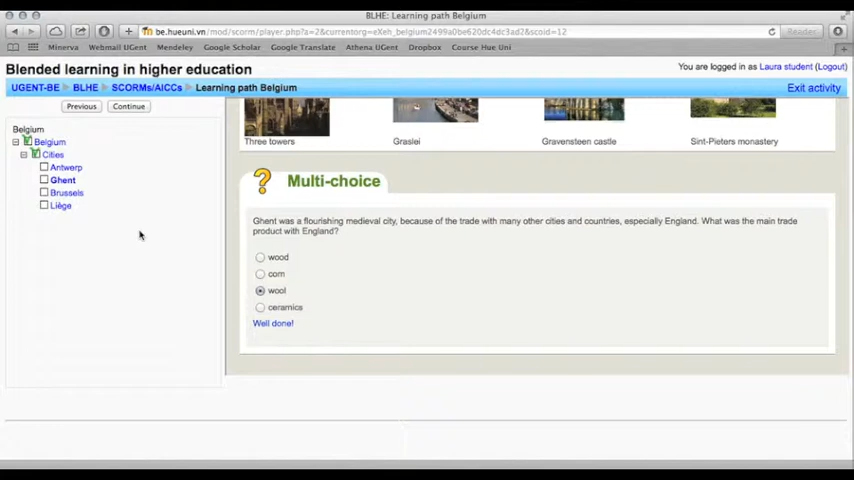 BLHE: Learning path Belgium
be.hueuni.vn/mod/scorm/player.php?a=2&currentorg=eXeh_belgium2499a0be620dc4dc3ad2&scoid=12
Reader
Minerva Webmail UGent Mendeley Google Scholar Google Translate Athena UGent Dropbox Course Hue Uni
Blended learning in higher education
You are logged in as Laura student (Logout)
UGENT-BE BLHE SCORMs/AICCs Learning path Belgium
Exit activity
Previous Continue
Belgium
Belgium
Cities
Antwerp
Ghent
Brussels
Liège
Three towers Graslei Gravensteen castle Sint-Pieters monastery
Multi-choice
Ghent was a flourishing medieval city, because of the trade with many other cities and countries, especially England. What was the main trade
product with England?
wood
corn
wool
ceramics
Well done!